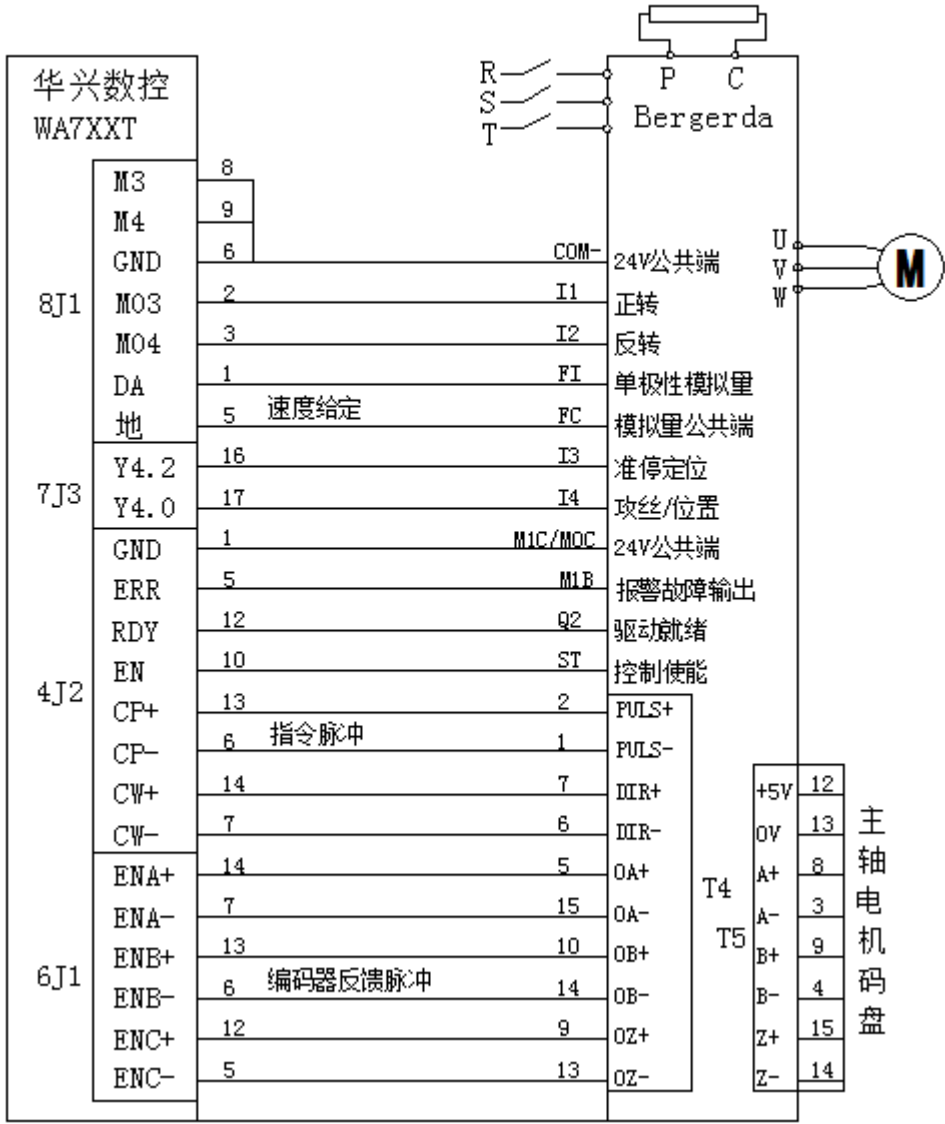 华兴数控
WA7XXT
R
S
T
P C
Bergerda
M3 8
M4 9
GND 6 COM- 24V公共端
8J1
MO3 2 I1 正转
MO4 3 I2 反转
DA 1 FI 单极性模拟量
速度给定
地 5 FC 模拟量公共端
U
V
W
M
7J3
Y4.2 16 I3 准停定位
Y4.0 17 I4 攻丝/位置
4J2
GND 1 M1C/MOC 24V公共端
ERR 5 M1B 报警故障输出
RDY 12 Q2 驱动就绪
EN 10 ST 控制使能
CP+ 13 2 PULS+
指令脉冲
CP- 6 1 PULS-
CW+ 14 7 DIR+
CW- 7 6 DIR-
6J1
ENA+ 14 5 OA+
ENA- 7 15 OA-
ENB+ 13 10 OB+
编码器反馈脉冲
ENB- 6 14 OB-
ENC+ 12 9 OZ+
ENC- 5 13 OZ-
T4
T5
+5V 12
0V 13
A+ 8
A- 3
B+ 9
B- 4
Z+ 15
Z- 14
主轴电机码盘